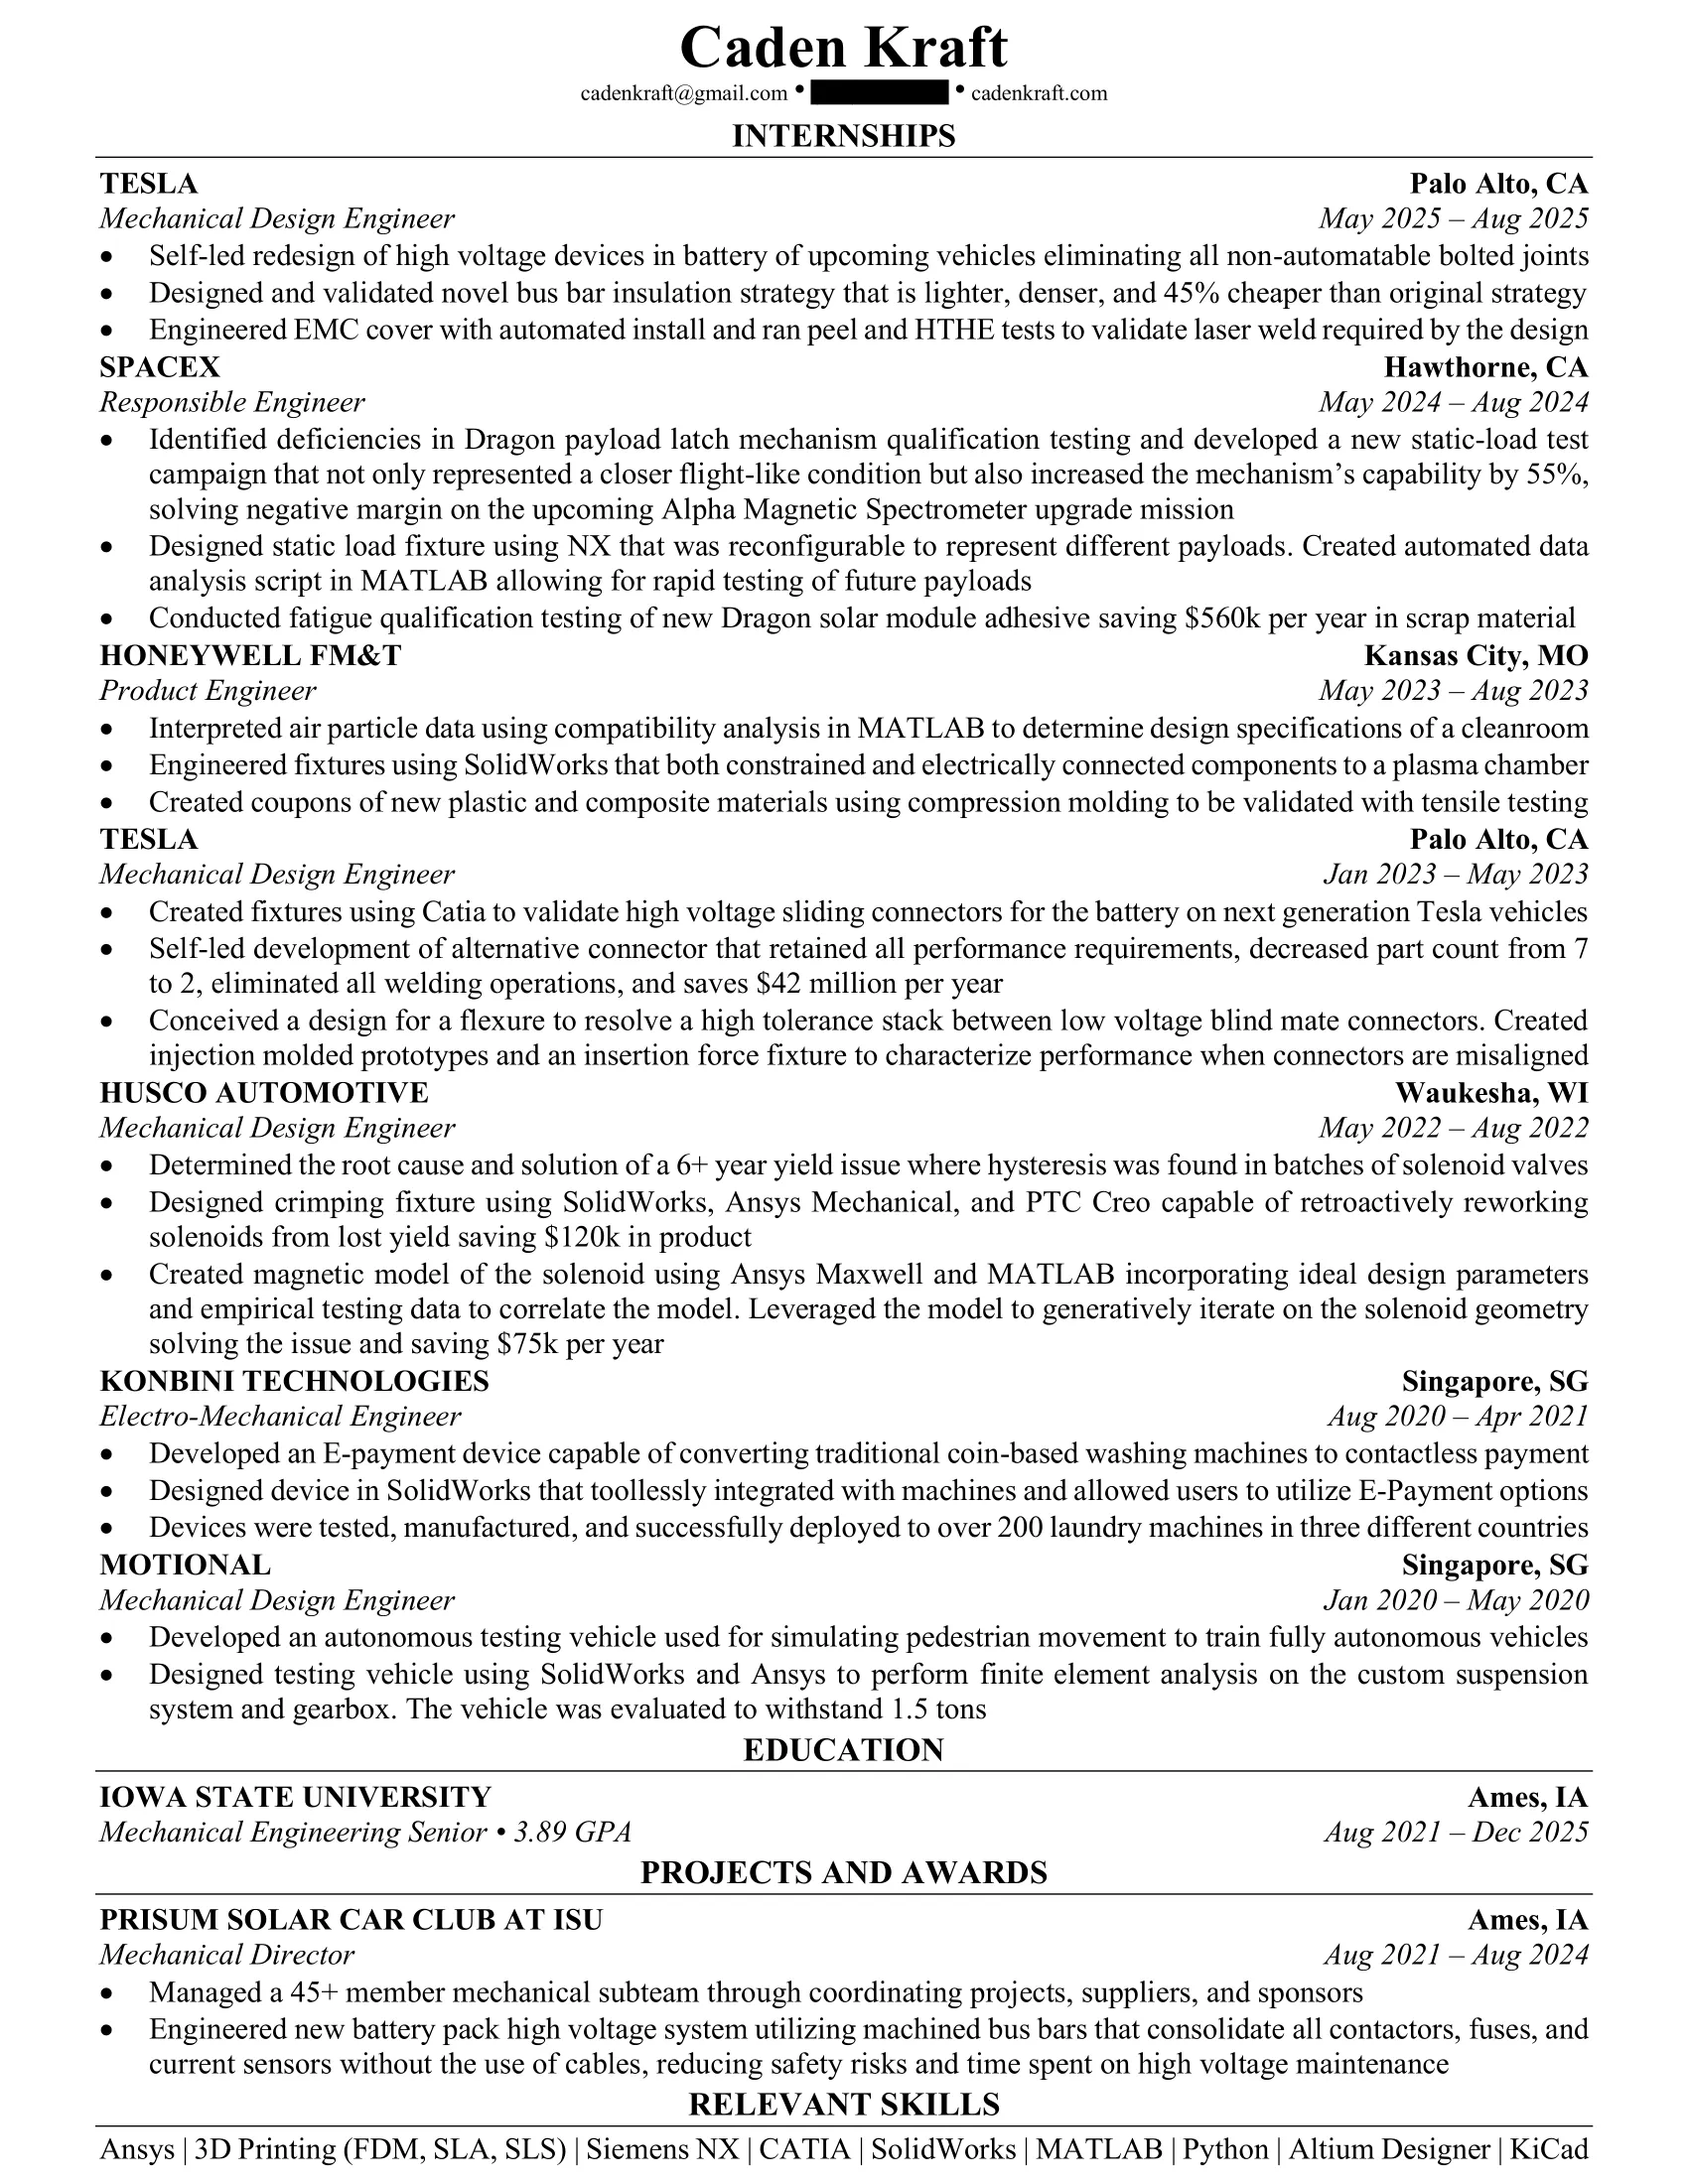 Caden Kraft
cadenkraft@gmail.com • • cadenkraft.com
INTERNSHIPS
TESLA Palo Alto, CA
Mechanical Design Engineer May 2025 – Aug 2025
• Self-led redesign of high voltage devices in battery of upcoming vehicles eliminating all non-automatable bolted joints
• Designed and validated novel bus bar insulation strategy that is lighter, denser, and 45% cheaper than original strategy
• Engineered EMC cover with automated install and ran peel and HTHE tests to validate laser weld required by the design
SPACEX Hawthorne, CA
Responsible Engineer May 2024 – Aug 2024
• Identified deficiencies in Dragon payload latch mechanism qualification testing and developed a new static-load test
campaign that not only represented a closer flight-like condition but also increased the mechanism’s capability by 55%,
solving negative margin on the upcoming Alpha Magnetic Spectrometer upgrade mission
• Designed static load fixture using NX that was reconfigurable to represent different payloads. Created automated data
analysis script in MATLAB allowing for rapid testing of future payloads
• Conducted fatigue qualification testing of new Dragon solar module adhesive saving $560k per year in scrap material
HONEYWELL FM&T Kansas City, MO
Product Engineer May 2023 – Aug 2023
• Interpreted air particle data using compatibility analysis in MATLAB to determine design specifications of a cleanroom
• Engineered fixtures using SolidWorks that both constrained and electrically connected components to a plasma chamber
• Created coupons of new plastic and composite materials using compression molding to be validated with tensile testing
TESLA Palo Alto, CA
Mechanical Design Engineer Jan 2023 – May 2023
• Created fixtures using Catia to validate high voltage sliding connectors for the battery on next generation Tesla vehicles
• Self-led development of alternative connector that retained all performance requirements, decreased part count from 7
to 2, eliminated all welding operations, and saves $42 million per year
• Conceived a design for a flexure to resolve a high tolerance stack between low voltage blind mate connectors. Created
injection molded prototypes and an insertion force fixture to characterize performance when connectors are misaligned
HUSCO AUTOMOTIVE Waukesha, WI
Mechanical Design Engineer May 2022 – Aug 2022
• Determined the root cause and solution of a 6+ year yield issue where hysteresis was found in batches of solenoid valves
• Designed crimping fixture using SolidWorks, Ansys Mechanical, and PTC Creo capable of retroactively reworking
solenoids from lost yield saving $120k in product
• Created magnetic model of the solenoid using Ansys Maxwell and MATLAB incorporating ideal design parameters
and empirical testing data to correlate the model. Leveraged the model to generatively iterate on the solenoid geometry
solving the issue and saving $75k per year
KONBINI TECHNOLOGIES Singapore, SG
Electro-Mechanical Engineer Aug 2020 – Apr 2021
• Developed an E-payment device capable of converting traditional coin-based washing machines to contactless payment
• Designed device in SolidWorks that toollessly integrated with machines and allowed users to utilize E-Payment options
• Devices were tested, manufactured, and successfully deployed to over 200 laundry machines in three different countries
MOTIONAL Singapore, SG
Mechanical Design Engineer Jan 2020 – May 2020
• Developed an autonomous testing vehicle used for simulating pedestrian movement to train fully autonomous vehicles
• Designed testing vehicle using SolidWorks and Ansys to perform finite element analysis on the custom suspension
system and gearbox. The vehicle was evaluated to withstand 1.5 tons
EDUCATION
IOWA STATE UNIVERSITY Ames, IA
Mechanical Engineering Senior • 3.89 GPA Aug 2021 – Dec 2025
PROJECTS AND AWARDS
PRISUM SOLAR CAR CLUB AT ISU Ames, IA
Mechanical Director Aug 2021 – Aug 2024
• Managed a 45+ member mechanical subteam through coordinating projects, suppliers, and sponsors
• Engineered new battery pack high voltage system utilizing machined bus bars that consolidate all contactors, fuses, and
current sensors without the use of cables, reducing safety risks and time spent on high voltage maintenance
RELEVANT SKILLS
Ansys | 3D Printing (FDM, SLA, SLS) | Siemens NX | CATIA | SolidWorks | MATLAB | Python | Altium Designer | KiCad